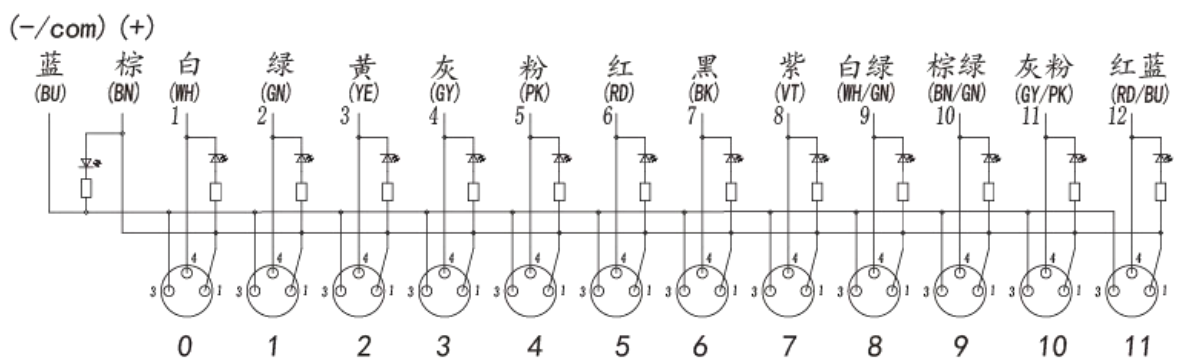 (-/com) (+)
蓝 棕 白 绿 黄 灰 粉 红 黑 紫 白绿 棕绿 灰粉 红蓝
(BU) (BN) (WH) (GN) (YE) (GY) (PK) (RD) (BK) (VT) (WH/GN) (BN/GN) (GY/PK) (RD/BU)
1 2 3 4 5 6 7 8 9 10 11 12
4 4 4 4 4 4 4 4 4 4 4 4
3 1 3 1 3 1 3 1 3 1 3 1 3 1 3 1 3 1 3 1 3 1 3 1
0 1 2 3 4 5 6 7 8 9 10 11